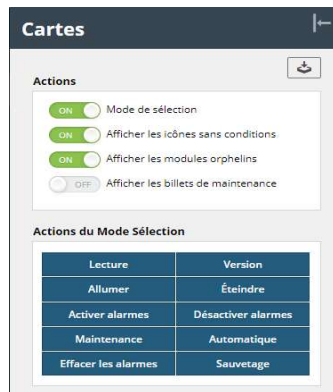 Cartes
Actions
ON Mode de sélection
ON Afficher les icônes sans conditions
ON Afficher les modules orphelins
OFF Afficher les billets de maintenance
Actions du Mode Sélection
Lecture Version
Allumer Éteindre
Activer alarmes Désactiver alarmes
Maintenance Automatique
Effacer les alarmes Sauvetage